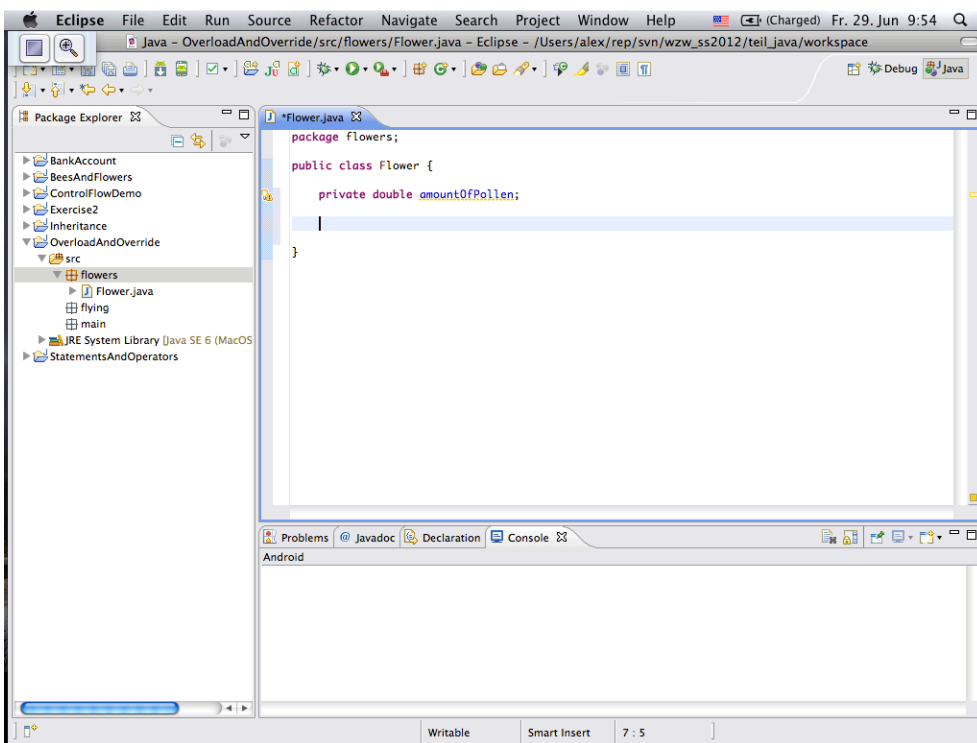 Eclipse File Edit Run Source Refactor Navigate Search Project Window Help (Charged) Fr. 29. Jun 9:54
Java - OverloadAndOverride/src/flowers/Flower.java - Eclipse - /Users/alex/rep/svn/wzw_ss2012/teil_java/workspace
Debug Java
Package Explorer
BankAccount
BeesAndFlowers
ControlFlowDemo
Exercise2
Inheritance
OverloadAndOverride
src
flowers
Flower.java
flying
main
JRE System Library [Java SE 6 (MacOS
StatementsAndOperators
*Flower.java
package flowers;
public class Flower {
private double amountOfPollen;
}
Problems @ Javadoc Declaration Console
Android
Writable Smart Insert 7 : 5